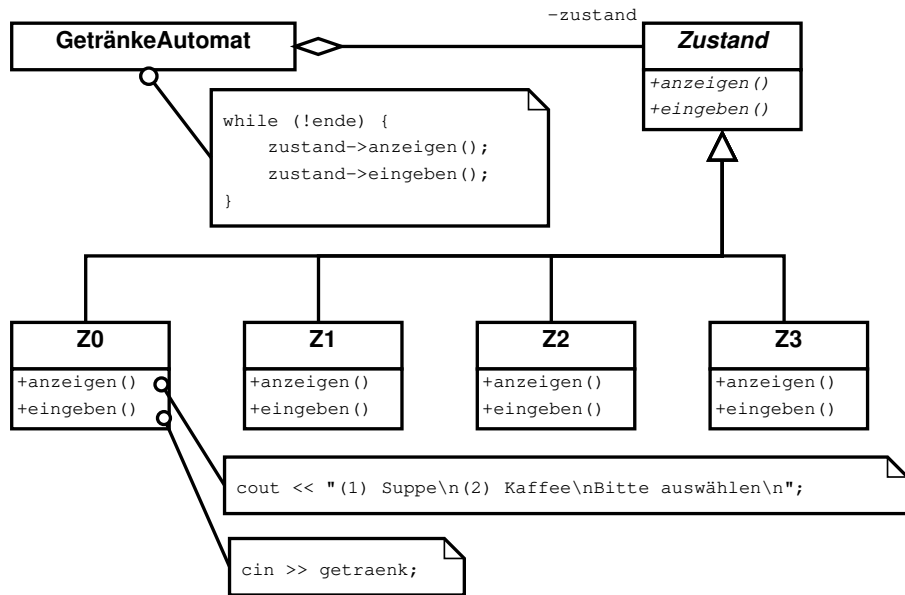 -zustand
GetränkeAutomat
Zustand
+anzeigen()
+eingeben()
while (!ende) {
    zustand->anzeigen();
    zustand->eingeben();
}
Z0
+anzeigen()
+eingeben()
Z1
+anzeigen()
+eingeben()
Z2
+anzeigen()
+eingeben()
Z3
+anzeigen()
+eingeben()
cout << "(1) Suppe\n(2) Kaffee\nBitte auswählen\n";
cin >> getraenk;